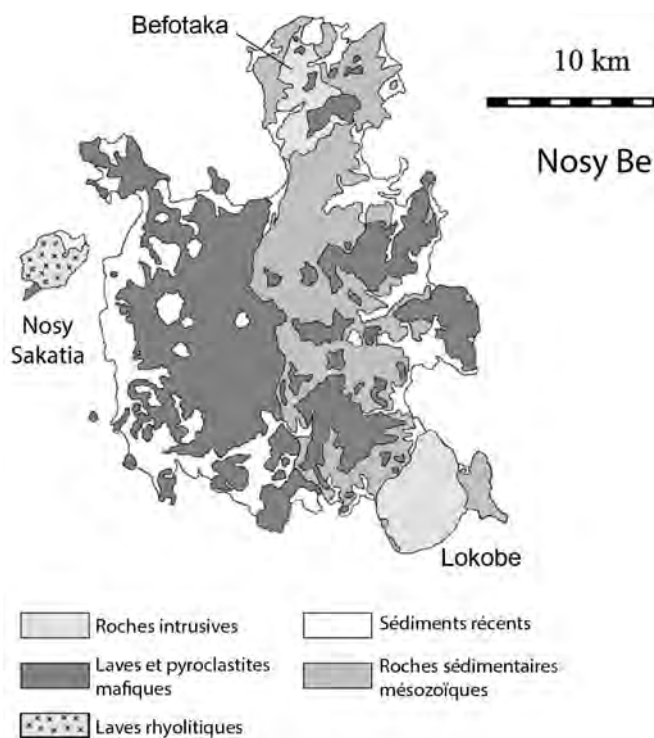 Befotaka
10 km
Nosy Be
Nosy
Sakatia
Lokobe
Roches intrusives
Sédiments récents
Laves et pyroclastites
mafiques
Roches sédimentaires
mésozoïques
Laves rhyolitiques